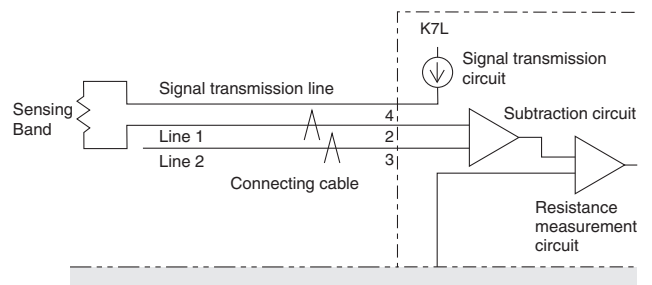 K7L
Signal transmission
circuit
Signal transmission line
Sensing
Band
4
Subtraction circuit
Line 1
2
Line 2
3
Connecting cable
Resistance
measurement
circuit